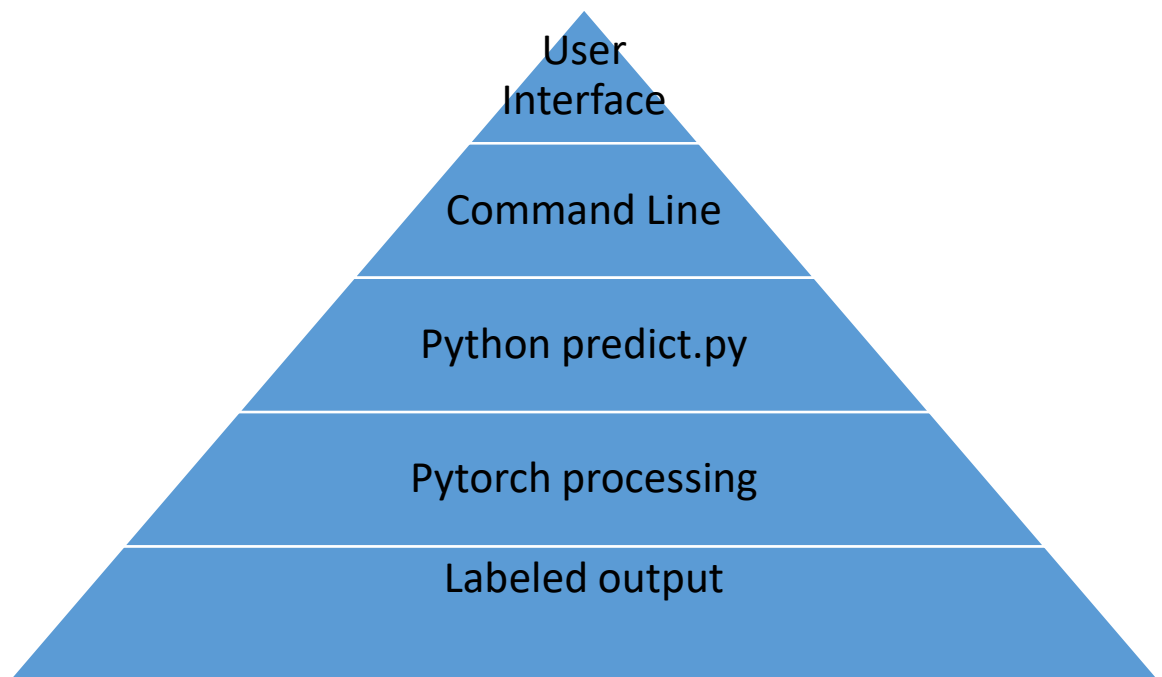 User
Interface
Command Line
Python predict.py
Pytorch processing
Labeled output